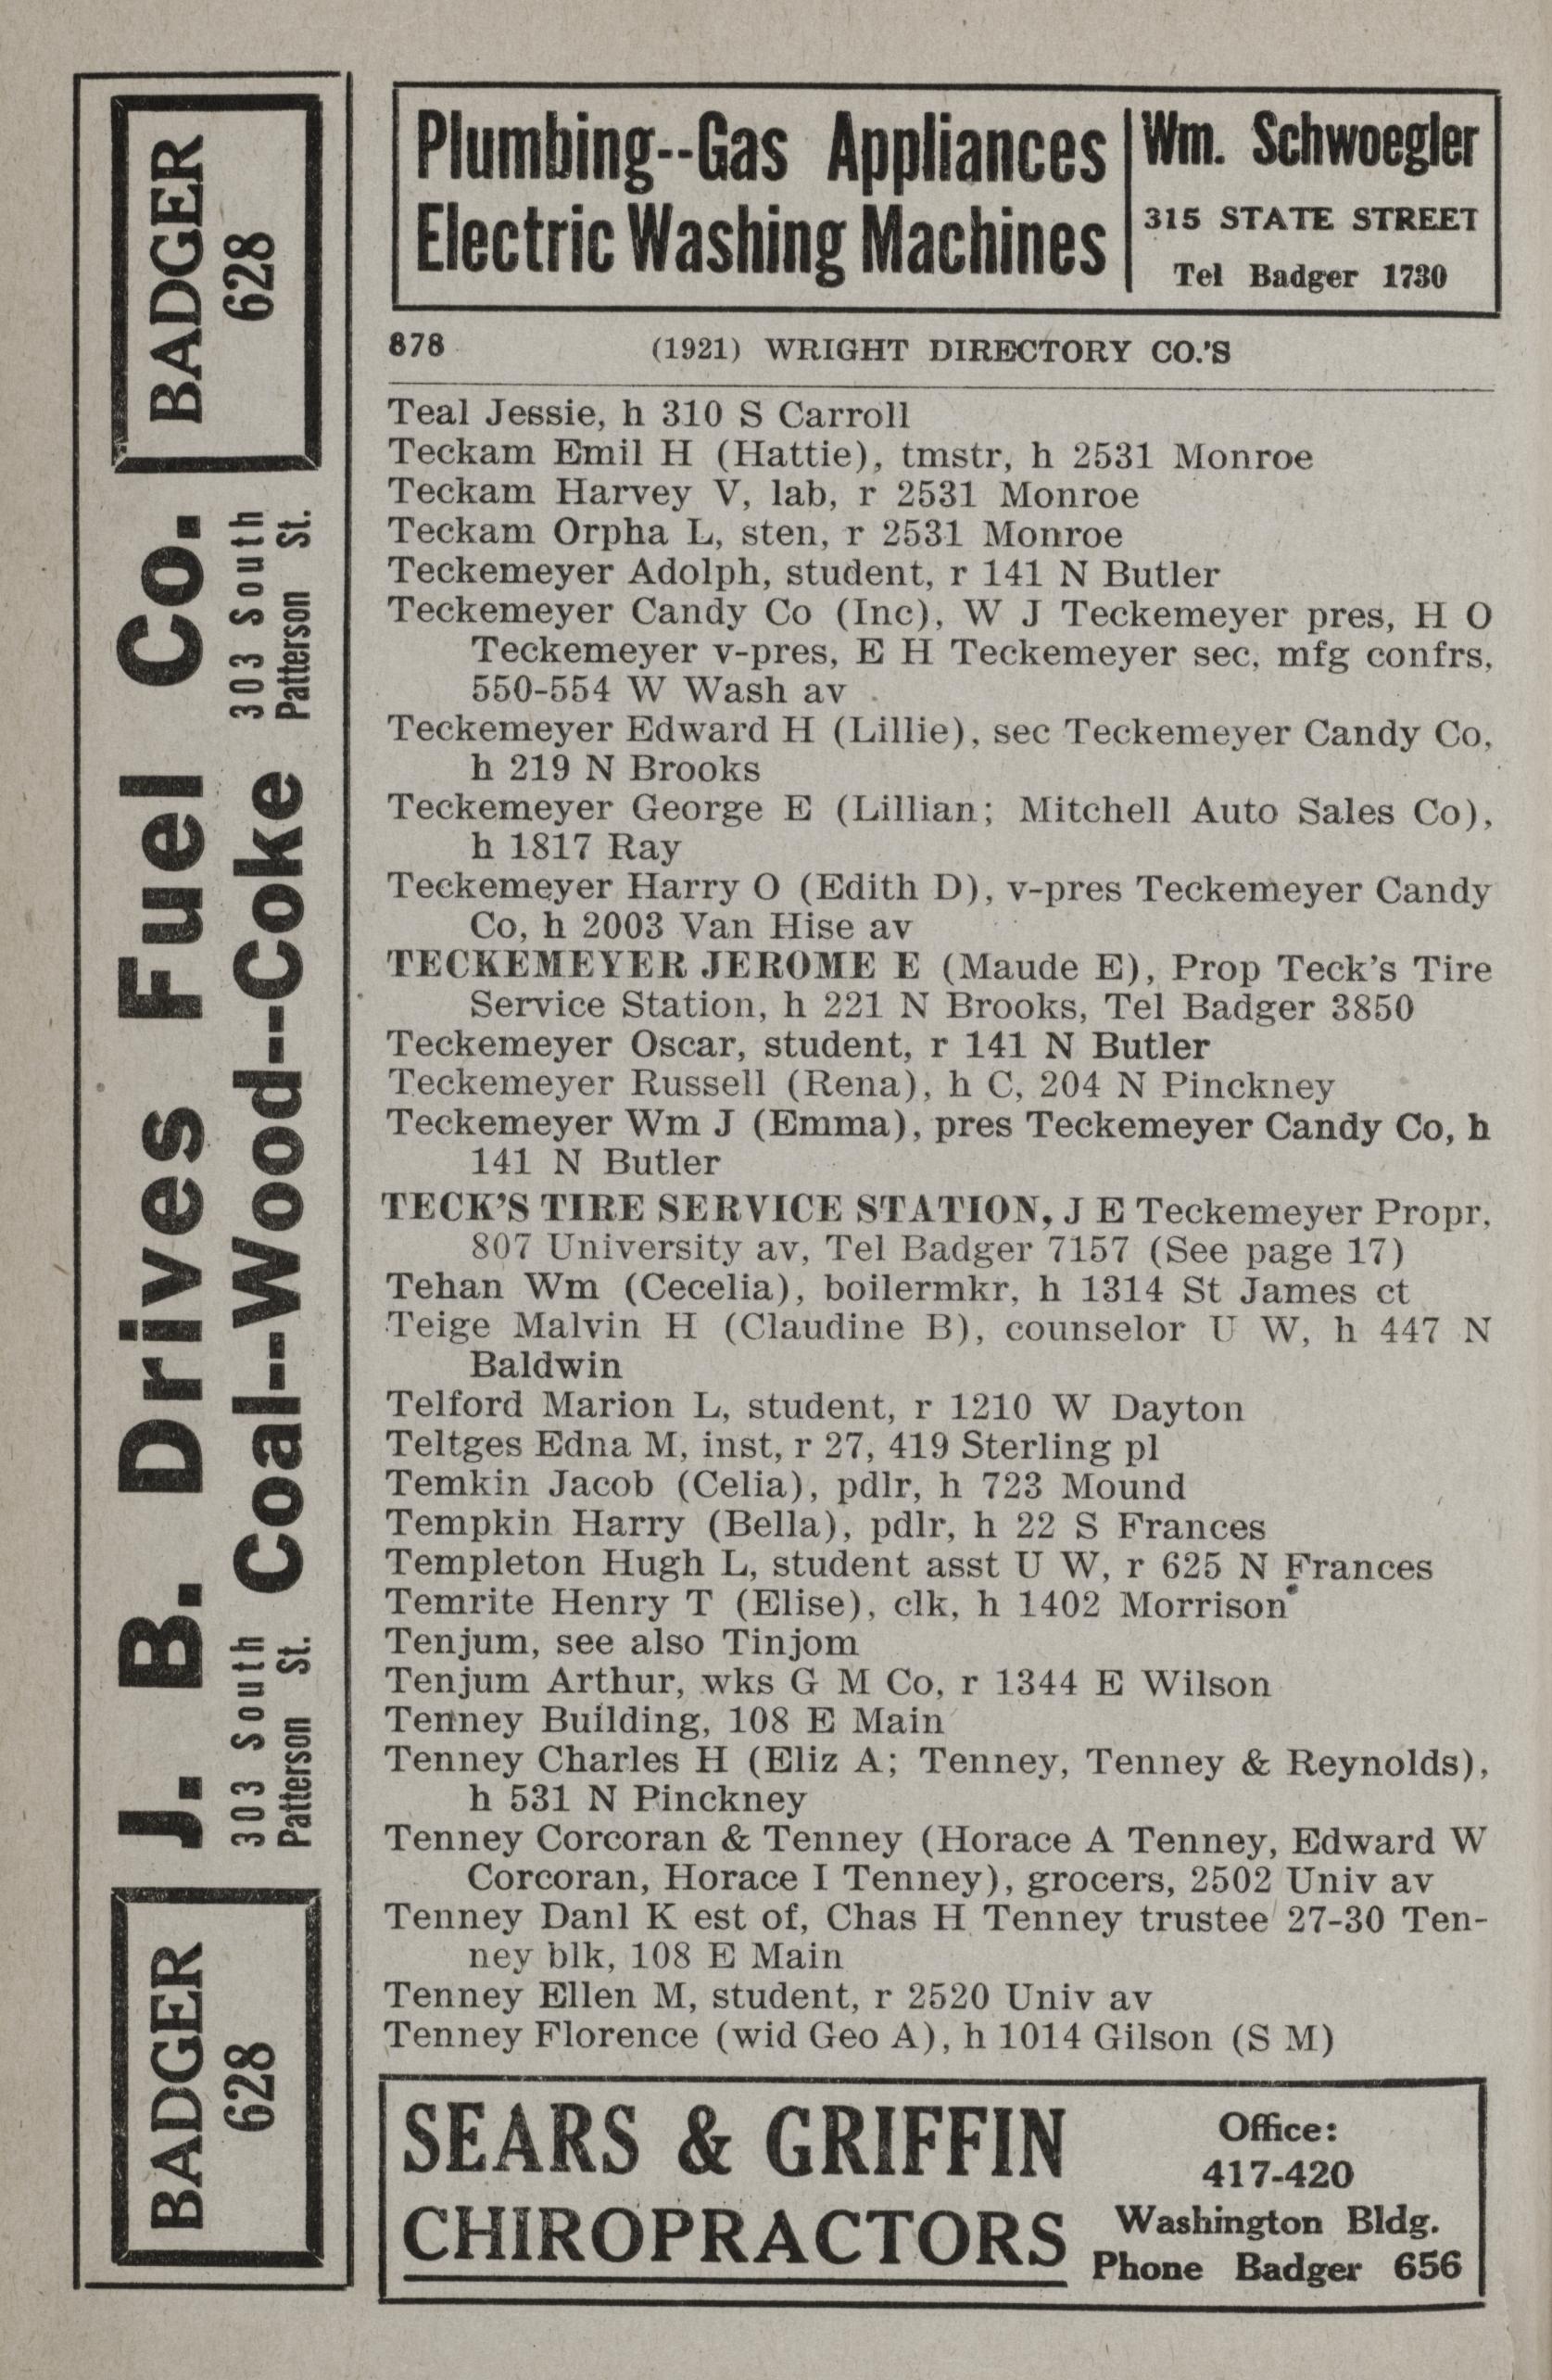 BADGER
628
J. B. Drives Fuel Co.
303 South
Patterson St.
Coal--Wood--Coke
303 South
Patterson St.
BADGER
628
Plumbing--Gas Appliances
Electric Washing Machines
Wm. Schwoegler
315 STATE STREET
Tel Badger 1730
878 (1921) WRIGHT DIRECTORY CO.'S
Teal Jessie, h 310 S Carroll
Teckam Emil H (Hattie), tmstr, h 2531 Monroe
Teckam Harvey V, lab, r 2531 Monroe
Teckam Orpha L, sten, r 2531 Monroe
Teckemeyer Adolph, student, r 141 N Butler
Teckemeyer Candy Co (Inc), W J Teckemeyer pres, H O
Teckemeyer v-pres, E H Teckemeyer sec, mfg confrs,
550-554 W Wash av
Teckemeyer Edward H (Lillie), sec Teckemeyer Candy Co,
h 219 N Brooks
Teckemeyer George E (Lillian; Mitchell Auto Sales Co),
h 1817 Ray
Teckemeyer Harry O (Edith D), v-pres Teckemeyer Candy
Co, h 2003 Van Hise av
TECKEMEYER JEROME E (Maude E), Prop Teck's Tire
Service Station, h 221 N Brooks, Tel Badger 3850
Teckemeyer Oscar, student, r 141 N Butler
Teckemeyer Russell (Rena), h C, 204 N Pinckney
Teckemeyer Wm J (Emma), pres Teckemeyer Candy Co, h
141 N Butler
TECK'S TIRE SERVICE STATION, J E Teckemeyer Propr,
807 University av, Tel Badger 7157 (See page 17)
Tehan Wm (Cecelia), boilermkr, h 1314 St James ct
Teige Malvin H (Claudine B), counselor U W, h 447 N
Baldwin
Telford Marion L, student, r 1210 W Dayton
Teltges Edna M, inst, r 27, 419 Sterling pl
Temkin Jacob (Celia), pdlr, h 723 Mound
Tempkin Harry (Bella), pdlr, h 22 S Frances
Templeton Hugh L, student asst U W, r 625 N Frances
Temrite Henry T (Elise), clk, h 1402 Morrison
Tenjum, see also Tinjom
Tenjum Arthur, wks G M Co, r 1344 E Wilson
Tenney Building, 108 E Main
Tenney Charles H (Eliz A; Tenney, Tenney & Reynolds),
h 531 N Pinckney
Tenney Corcoran & Tenney (Horace A Tenney, Edward W
Corcoran, Horace I Tenney), grocers, 2502 Univ av
Tenney Danl K est of, Chas H Tenney trustee 27-30 Ten-
ney blk, 108 E Main
Tenney Ellen M, student, r 2520 Univ av
Tenney Florence (wid Geo A), h 1014 Gilson (S M)
SEARS & GRIFFIN
CHIROPRACTORS
Office:
417-420
Washington Bldg.
Phone Badger 656